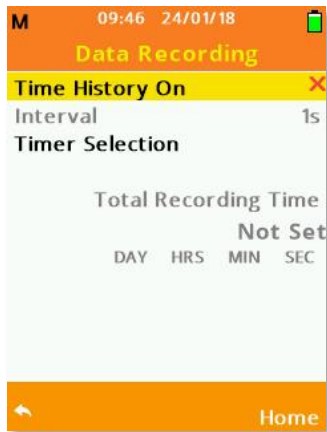 M 09:46 24/01/18
Data Recording
Time History On
Interval 1s
Timer Selection
Total Recording Time
Not Set
DAY HRS MIN SEC
Home